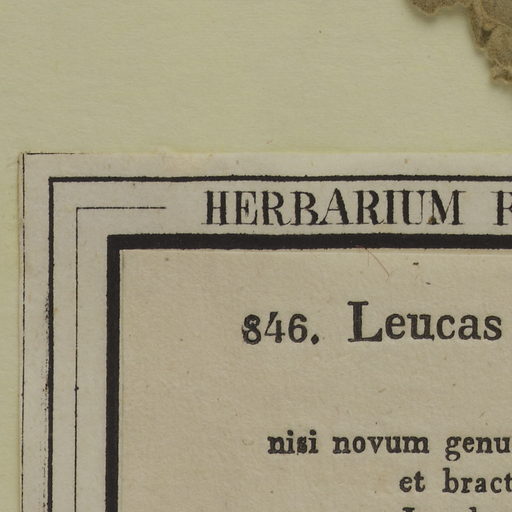 HERBARIUM
846. Leucas
nisi novum genu
et bract